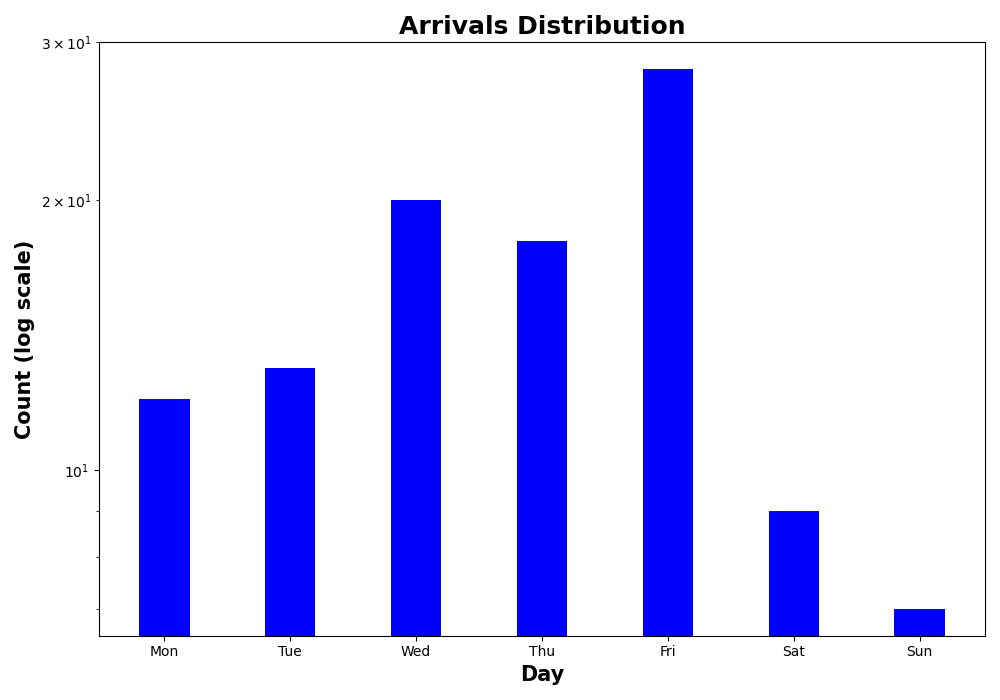 Arrivals Distribution
3 × 10¹
2 × 10¹
10¹
Count (log scale)
Mon Tue Wed Thu Fri Sat Sun
Day